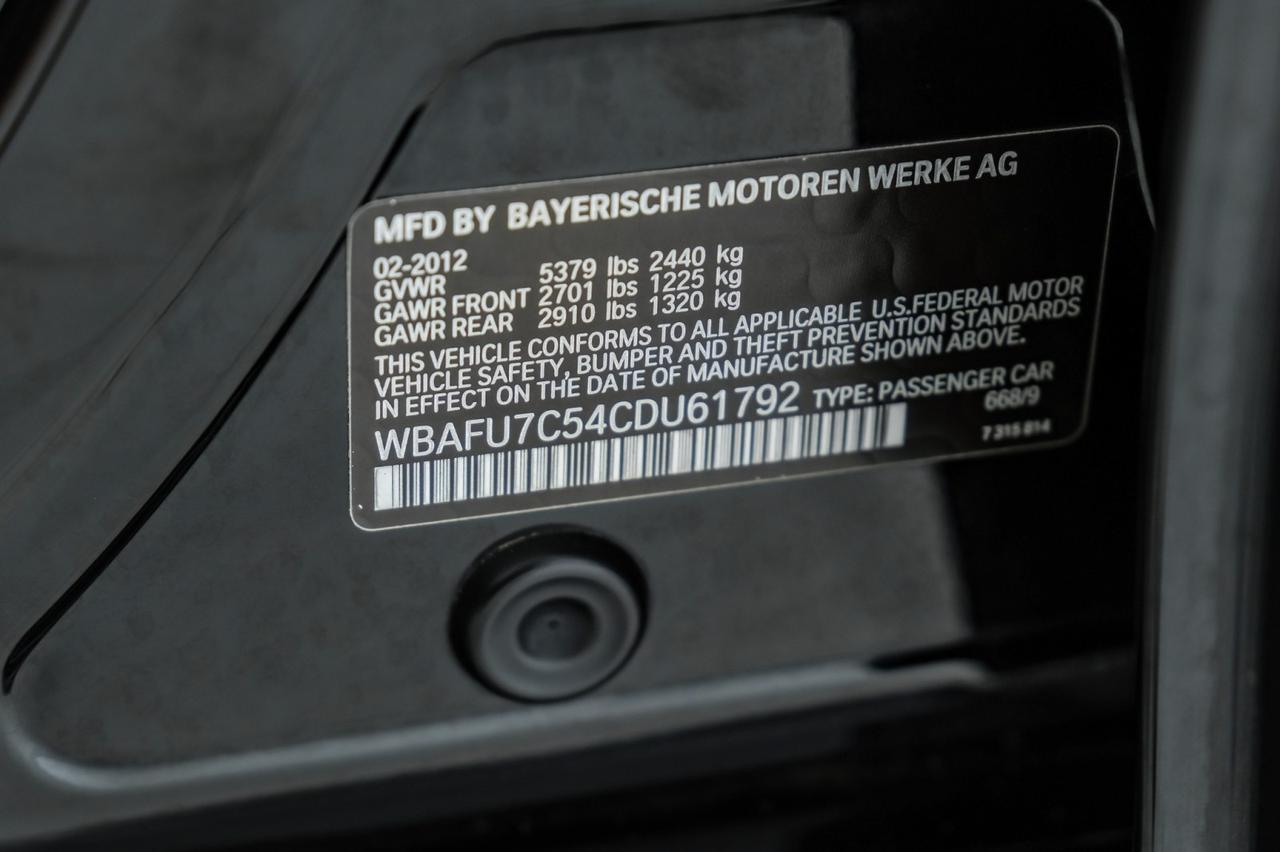 MFD BY BAYERISCHE MOTOREN WERKE AG
02-2012
GVWR 5379 lbs 2440 kg
GAWR FRONT 2701 lbs 1225 kg
GAWR REAR 2910 lbs 1320 kg
THIS VEHICLE CONFORMS TO ALL APPLICABLE U.S.FEDERAL MOTOR
VEHICLE SAFETY, BUMPER AND THEFT PREVENTION STANDARDS
IN EFFECT ON THE DATE OF MANUFACTURE SHOWN ABOVE.
WBAFU7C54CDU61792 TYPE: PASSENGER CAR
668/9
7 315 814